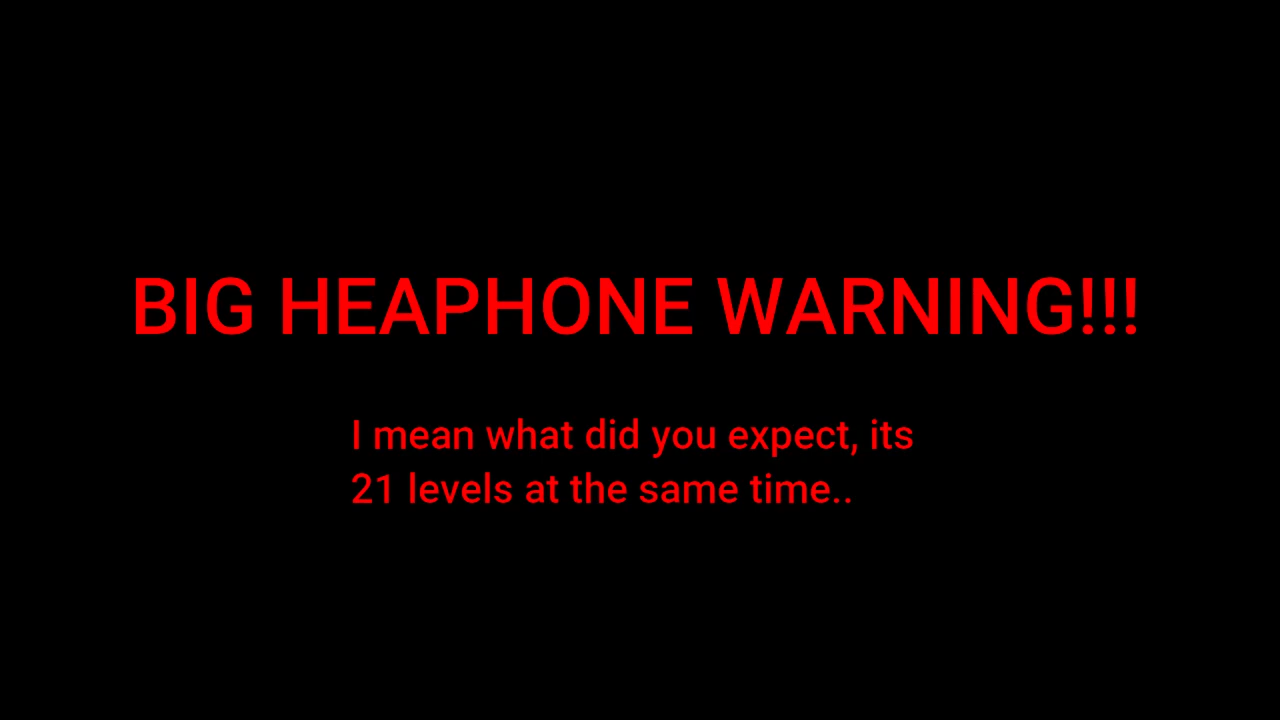 BIG HEAPHONE WARNING!!!
I mean what did you expect, its
21 levels at the same time..